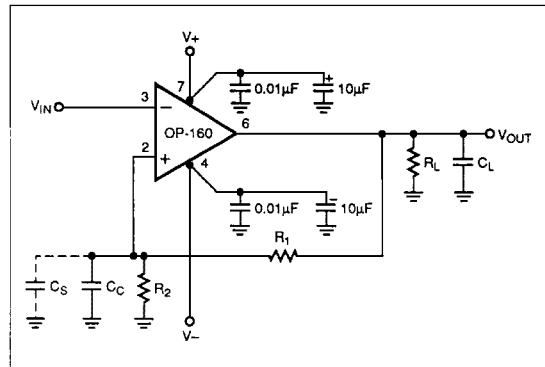 V+
7
0.01μF
+
10μF
VIN
3
−
OP-160
6
VOUT
2
+
4
RL
CL
0.01μF
−
10μF
R1
CS
CC
R2
V−